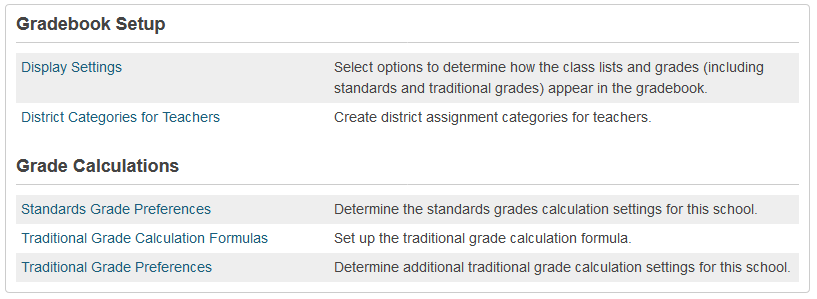 Gradebook Setup
Display Settings
Select options to determine how the class lists and grades (including
standards and traditional grades) appear in the gradebook.
District Categories for Teachers
Create district assignment categories for teachers.
Grade Calculations
Standards Grade Preferences
Determine the standards grades calculation settings for this school.
Traditional Grade Calculation Formulas
Set up the traditional grade calculation formula.
Traditional Grade Preferences
Determine additional traditional grade calculation settings for this school.